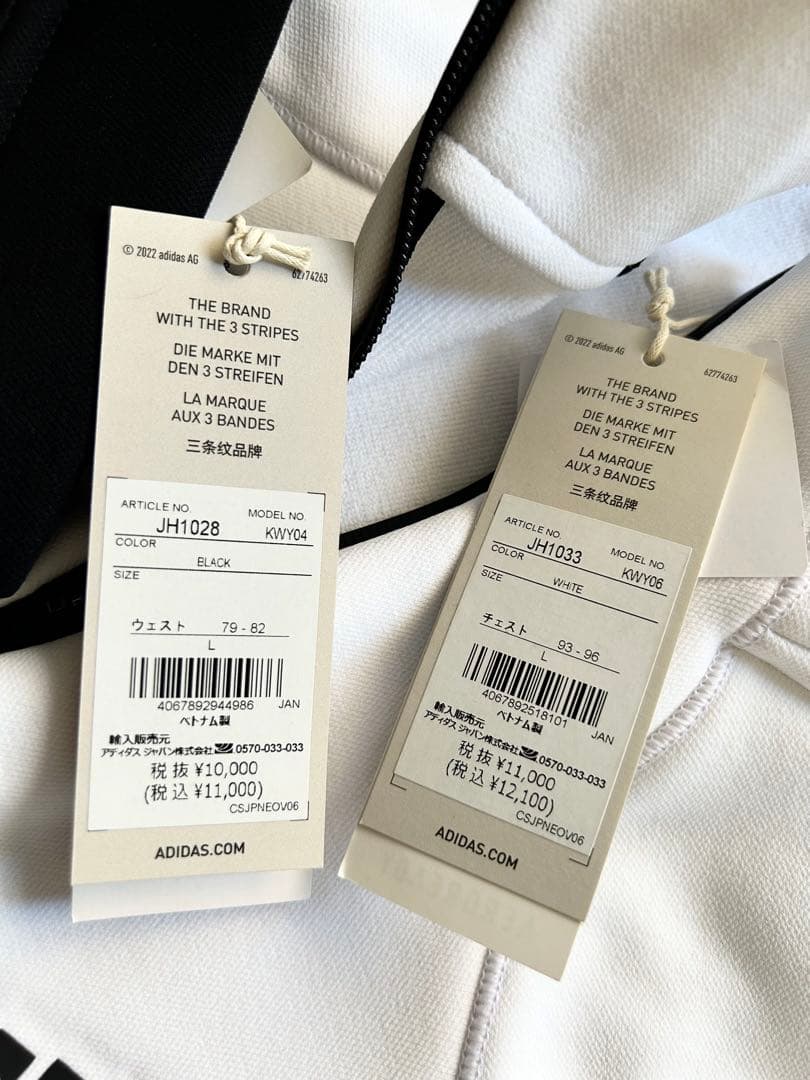 © 2022 adidas AG
62774263
THE BRAND
WITH THE 3 STRIPES
DIE MARKE MIT
DEN 3 STREIFEN
LA MARQUE
AUX 3 BANDES
三条纹品牌
ARTICLE NO. MODEL NO.
JH1028 KWY04
COLOR
BLACK
SIZE
ウェスト 79 - 82
L
4067892944986 JAN
ベトナム製
輸入販売元
アディダス ジャパン株式会社 0570-033-033
税抜 ¥10,000
(税込 ¥11,000)
CSJPNEOV06
ADIDAS.COM
© 2022 adidas AG
62774263
THE BRAND
WITH THE 3 STRIPES
DIE MARKE MIT
DEN 3 STREIFEN
LA MARQUE
AUX 3 BANDES
三条纹品牌
ARTICLE NO. MODEL NO.
JH1033 KWY06
COLOR
WHITE
SIZE
チェスト 93 - 96
L
4067892518101 JAN
ベトナム製
輸入販売元
アディダス ジャパン株式会社 0570-033-033
税抜 ¥11,000
(税込 ¥12,100)
CSJPNEOV06
ADIDAS.COM